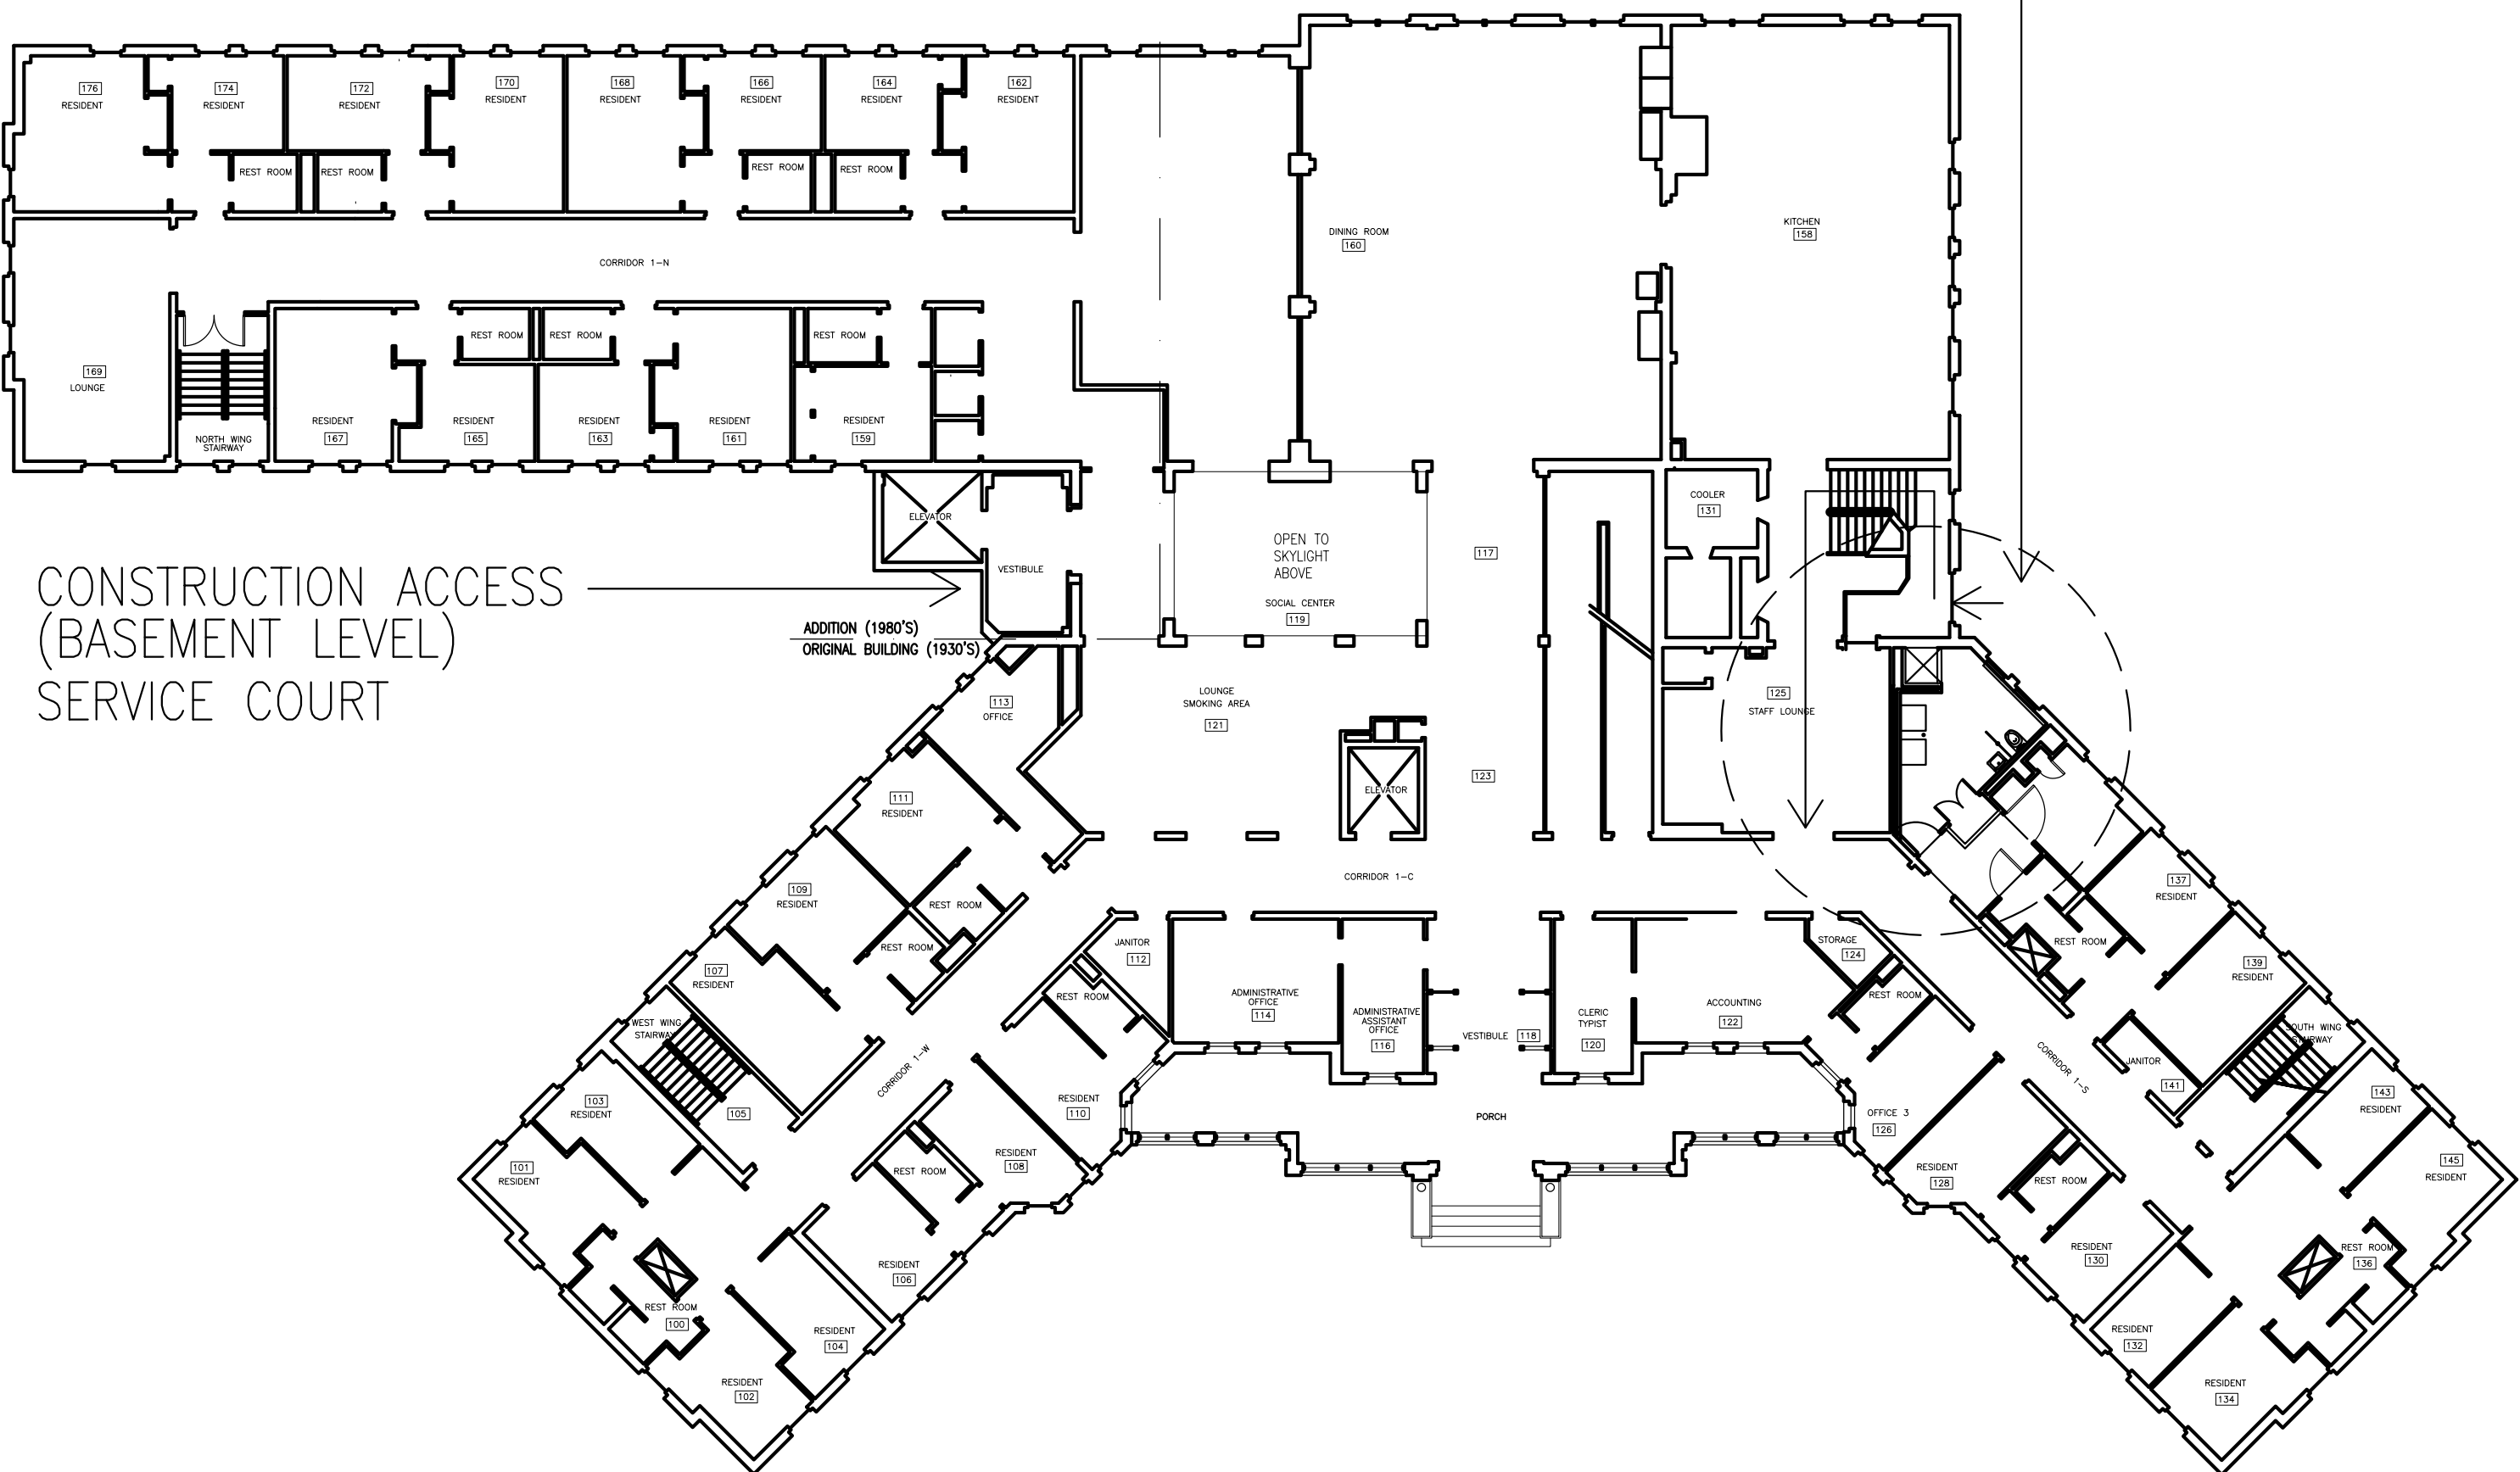 176
RESIDENT
174
RESIDENT
172
RESIDENT
170
RESIDENT
168
RESIDENT
166
RESIDENT
164
RESIDENT
162
RESIDENT
REST ROOM
REST ROOM
REST ROOM
REST ROOM
DINING ROOM
160
KITCHEN
158
CORRIDOR 1-N
169
LOUNGE
NORTH WING
STAIRWAY
REST ROOM
REST ROOM
REST ROOM
RESIDENT
167
RESIDENT
165
RESIDENT
163
RESIDENT
161
RESIDENT
159
ELEVATOR
VESTIBULE
OPEN TO
SKYLIGHT
ABOVE
SOCIAL CENTER
119
117
COOLER
131
CONSTRUCTION ACCESS
(BASEMENT LEVEL)
SERVICE COURT
ADDITION (1980'S)
ORIGINAL BUILDING (1930'S)
113
OFFICE
LOUNGE
SMOKING AREA
121
125
STAFF LOUNGE
123
ELEVATOR
111
RESIDENT
109
RESIDENT
REST ROOM
REST ROOM
107
RESIDENT
CORRIDOR 1-C
137
RESIDENT
REST ROOM
139
RESIDENT
JANITOR
112
REST ROOM
ADMINISTRATIVE
OFFICE
114
ADMINISTRATIVE
ASSISTANT
OFFICE
116
VESTIBULE
118
CLERIC
TYPIST
120
ACCOUNTING
122
STORAGE
124
REST ROOM
WEST WING
STAIRWAY
105
CORRIDOR 1-W
CORRIDOR 1-S
SOUTH WING
STAIRWAY
JANITOR
141
103
RESIDENT
101
RESIDENT
RESIDENT
110
RESIDENT
108
REST ROOM
PORCH
OFFICE 3
126
RESIDENT
128
REST ROOM
143
RESIDENT
145
RESIDENT
RESIDENT
106
RESIDENT
130
REST ROOM
136
REST ROOM
100
RESIDENT
104
RESIDENT
102
RESIDENT
132
RESIDENT
134